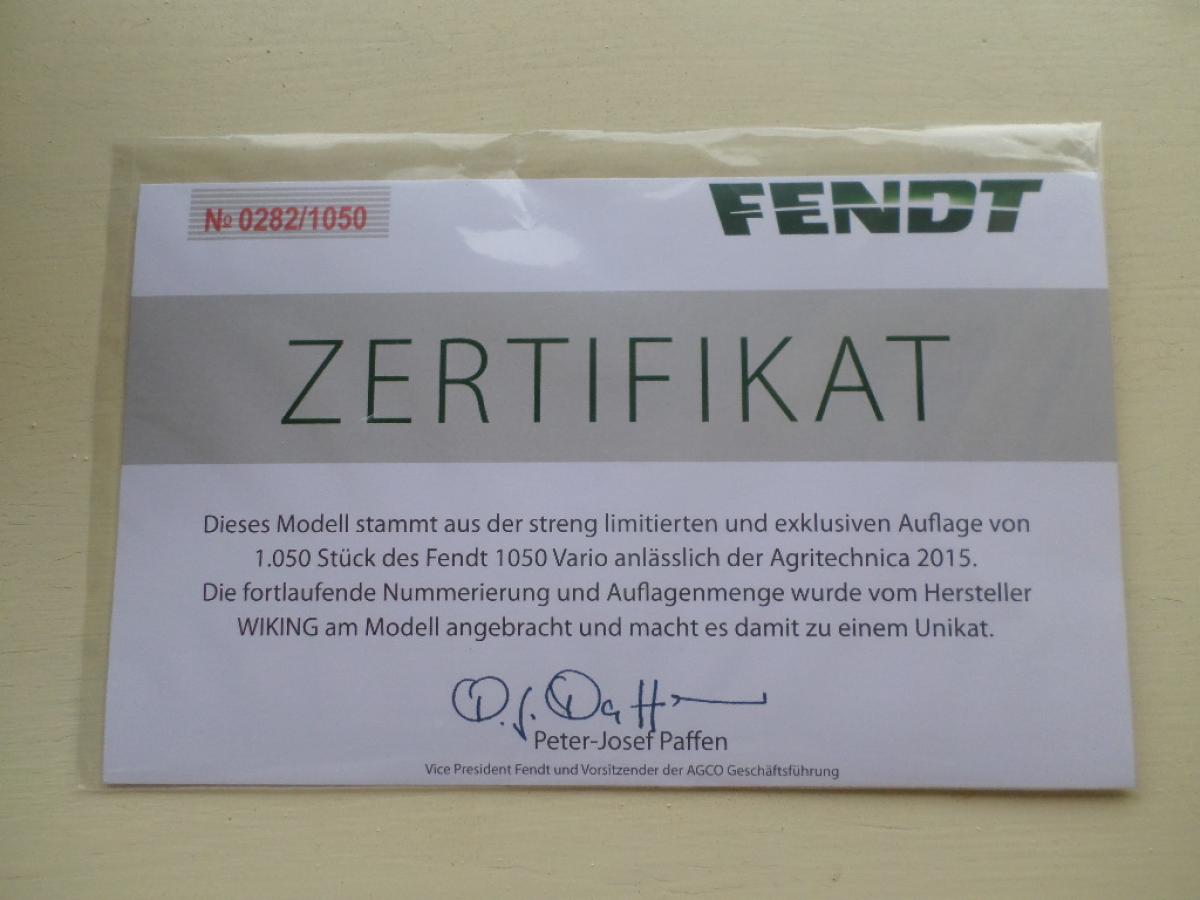 № 0282/1050
FENDT
ZERTIFIKAT
Dieses Modell stammt aus der streng limitierten und exklusiven Auflage von
1.050 Stück des Fendt 1050 Vario anlässlich der Agritechnica 2015.
Die fortlaufende Nummerierung und Auflagenmenge wurde vom Hersteller
WIKING am Modell angebracht und macht es damit zu einem Unikat.
P.J. Paffen
Peter-Josef Paffen
Vice President Fendt und Vorsitzender der AGCO Geschäftsführung